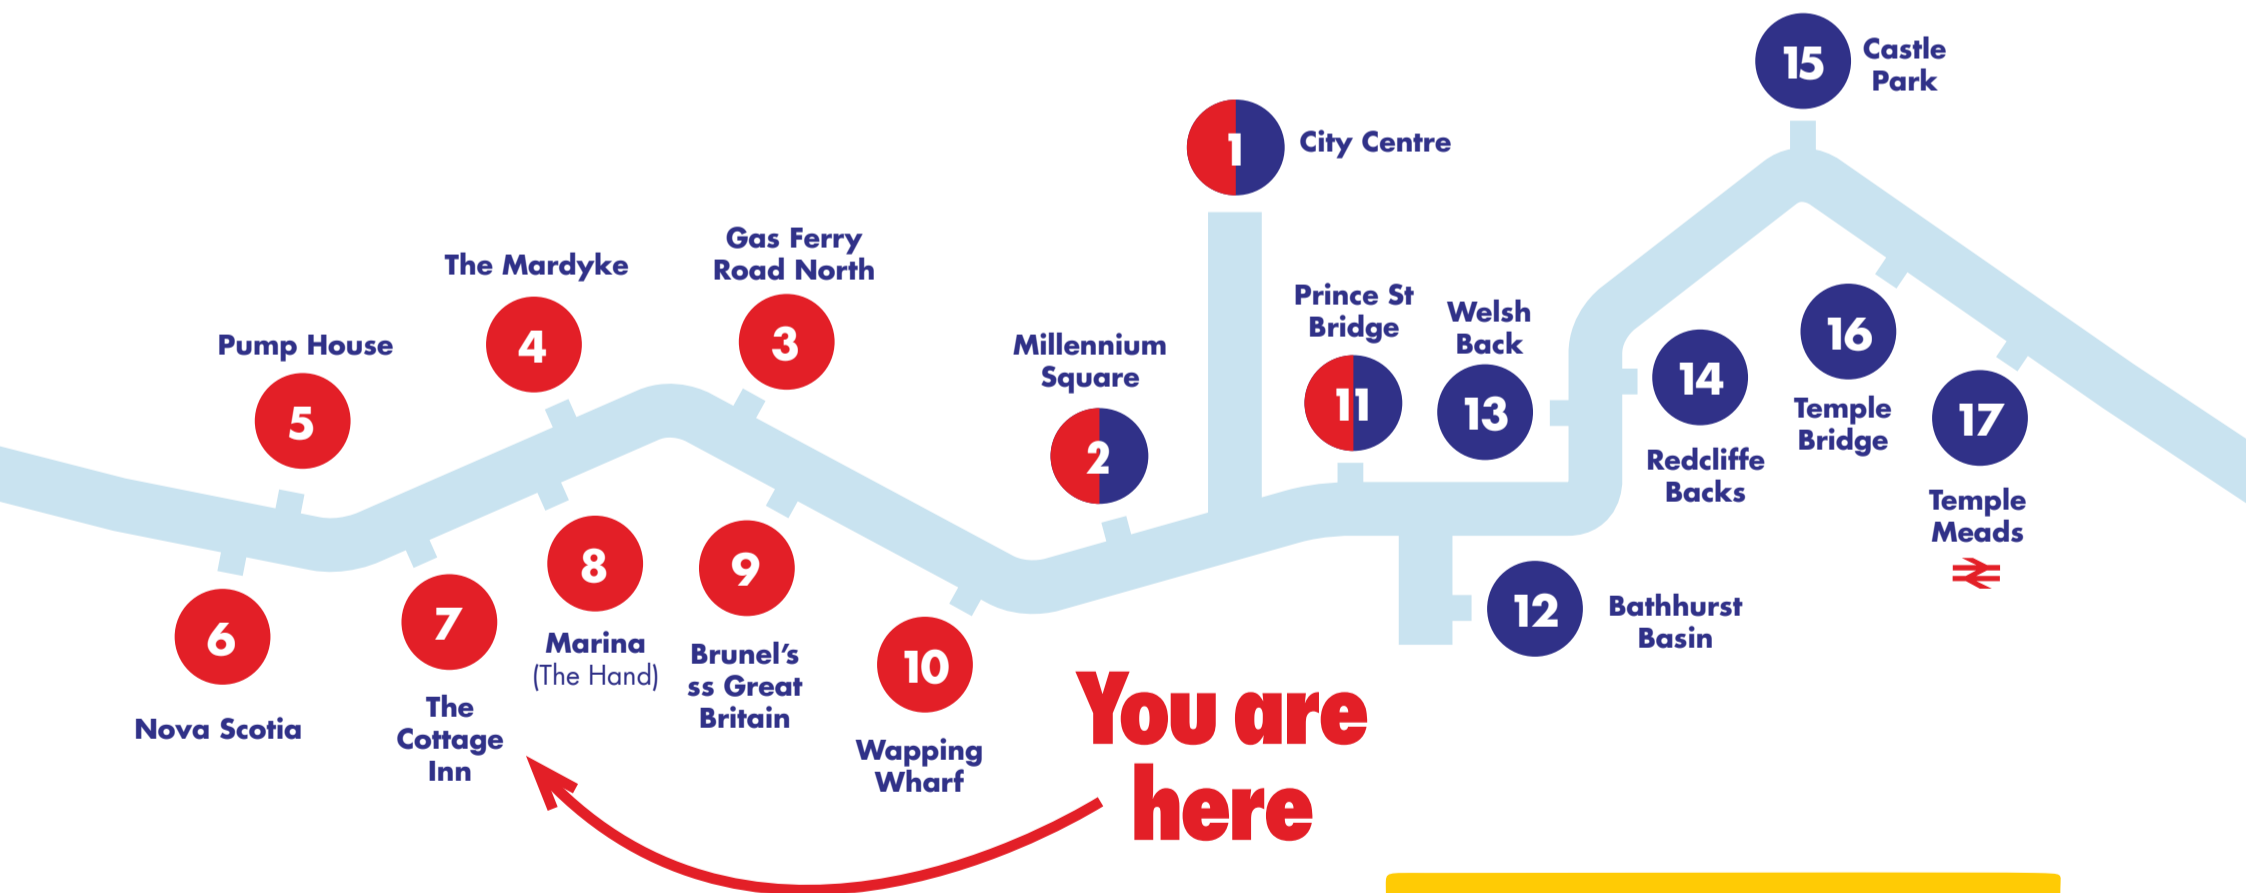 15
Castle
Park
1
City Centre
Gas Ferry
Road North
3
The Mardyke
4
Pump House
5
Millennium
Square
2
Prince St
Bridge
11
Welsh
Back
13
14
Redcliffe
Backs
16
Temple
Bridge
17
Temple
Meads
6
Nova Scotia
7
The
Cottage
Inn
8
Marina
(The Hand)
9
Brunel’s
ss Great
Britain
10
Wapping
Wharf
12
Bathhurst
Basin
You are
here